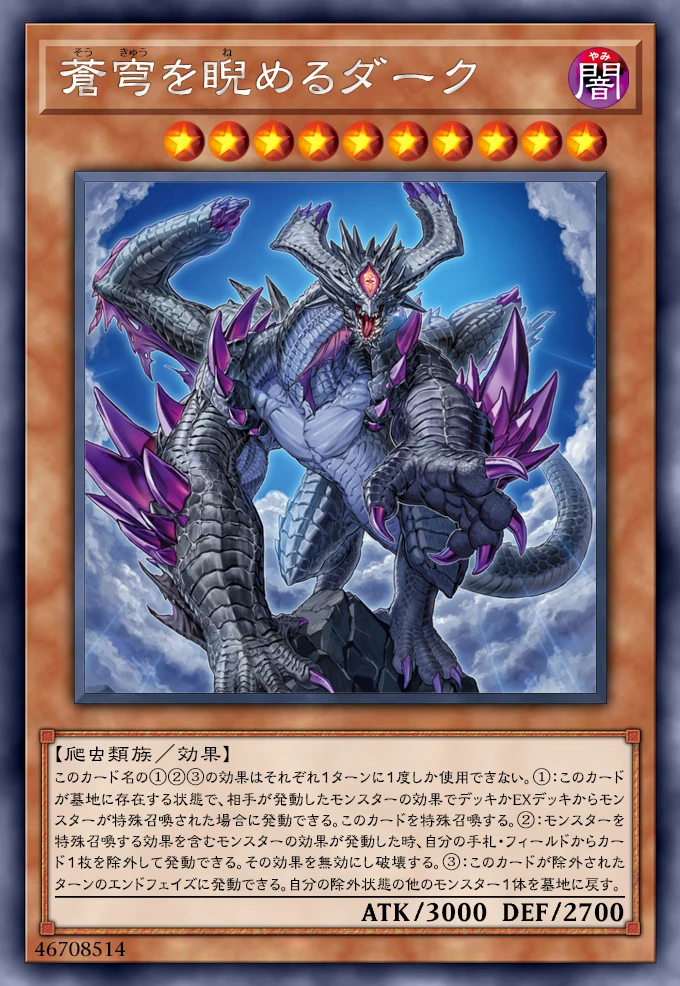 蒼穹を睨めるダーク
そう きゅう ね
闇
やみ
【爬虫類族／効果】
このカード名の①②③の効果はそれぞれ1ターンに1度しか使用できない。①：このカード
が墓地に存在する状態で、相手が発動したモンスターの効果でデッキかEXデッキからモン
スターが特殊召喚された場合に発動できる。このカードを特殊召喚する。②：モンスターを
特殊召喚する効果を含むモンスターの効果が発動した時、自分の手札・フィールドからカー
ド1枚を除外して発動できる。その効果を無効にし破壊する。③：このカードが除外された
ターンのエンドフェイズに発動できる。自分の除外状態の他のモンスター1体を墓地に戻す。
ATK/3000 DEF/2700
46708514